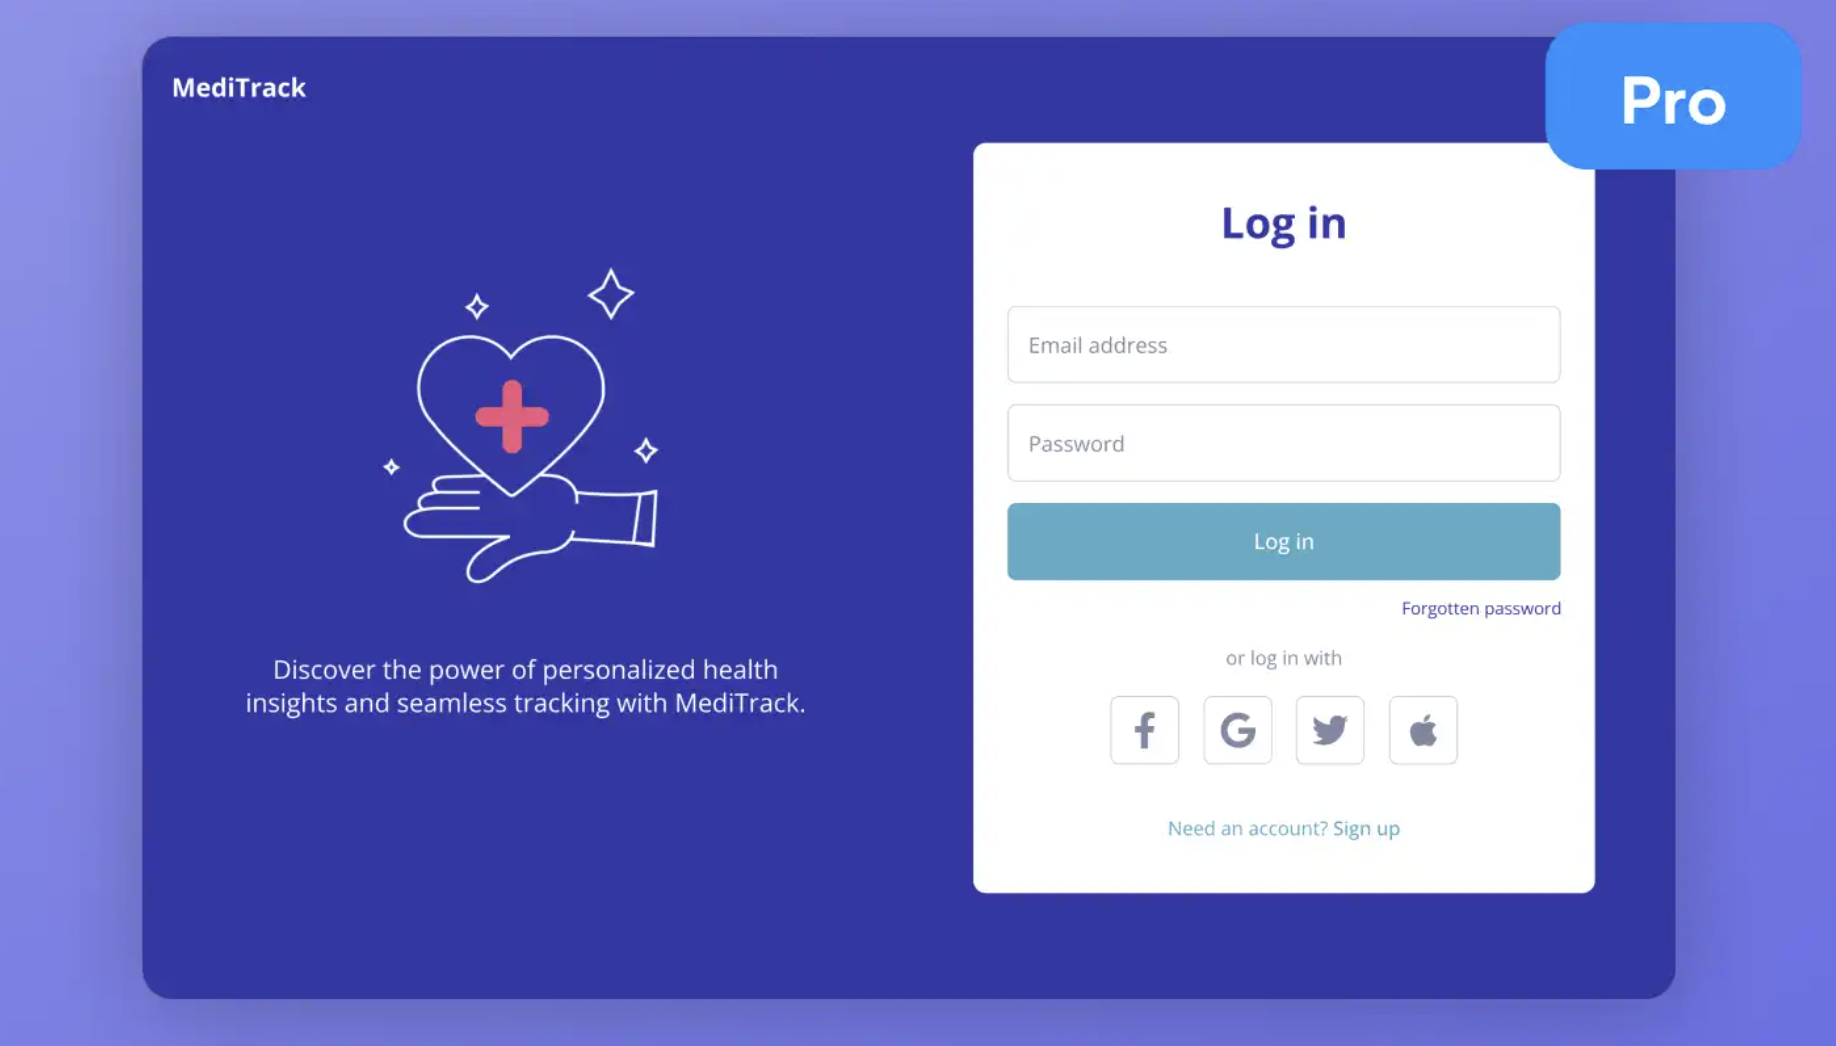 MediTrack
Pro
Log in
Email address
Password
Log in
Forgotten password
or log in with
Need an account? Sign up
Discover the power of personalized health
insights and seamless tracking with MediTrack.